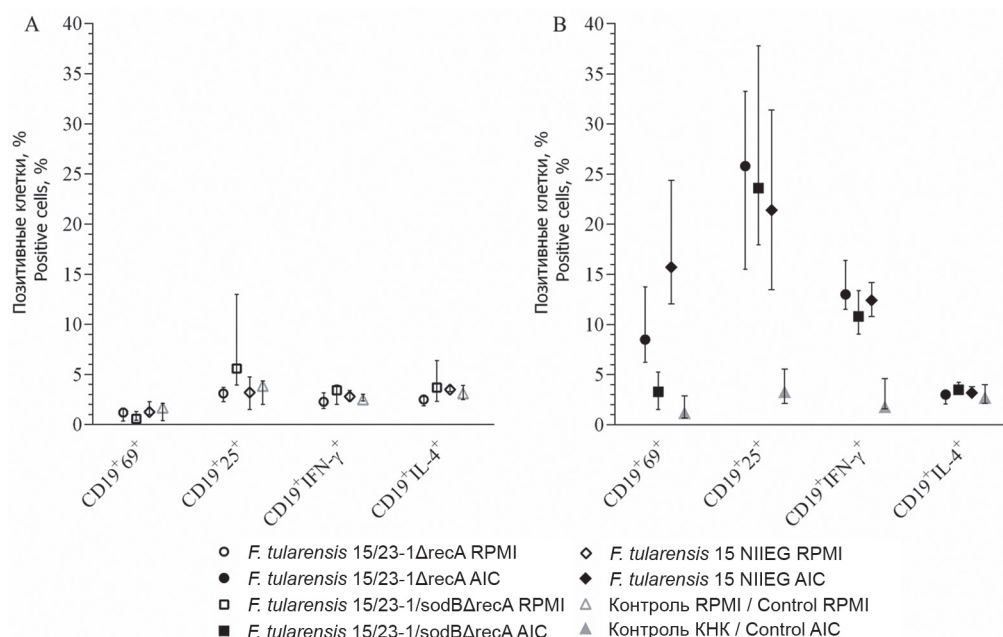 A
Позитивные клетки, %
Positive cells, %
40
35
30
25
20
15
10
5
0
CD19+69+
CD19+25+
CD19+IFN-γ+
CD19+IL-4+
B
Позитивные клетки, %
Positive cells, %
40
35
30
25
20
15
10
5
0
CD19+69+
CD19+25+
CD19+IFN-γ+
CD19+IL-4+
F. tularensis 15/23-1ΔrecA RPMI
F. tularensis 15/23-1ΔrecA AIC
F. tularensis 15/23-1/sodBΔrecA RPMI
F. tularensis 15/23-1/sodBΔrecA AIC
F. tularensis 15 NIIEG RPMI
F. tularensis 15 NIIEG AIC
Контроль RPMI / Control RPMI
Контроль КНК / Control AIC